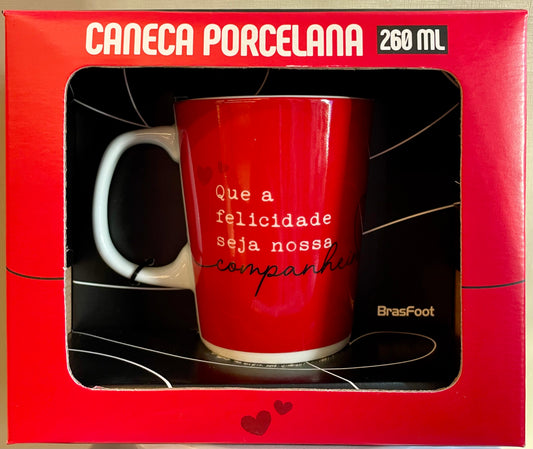 CANECA PORCELANA 260 ML
Que a
felicidade
seja nossa
BrasFoot